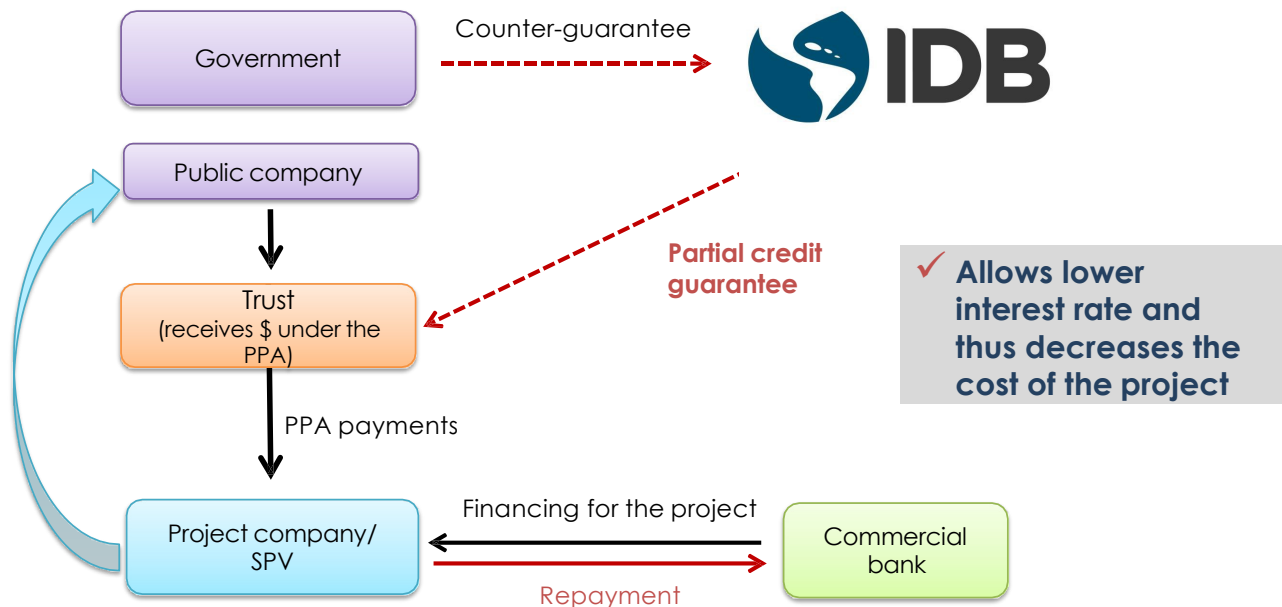 Government
Counter-guarantee
IDB
Public company
Partial credit
guarantee
Allows lower
interest rate and
thus decreases the
cost of the project
Trust
(receives $ under the
PPA)
PPA payments
Project company/
SPV
Financing for the project
Commercial
bank
Repayment